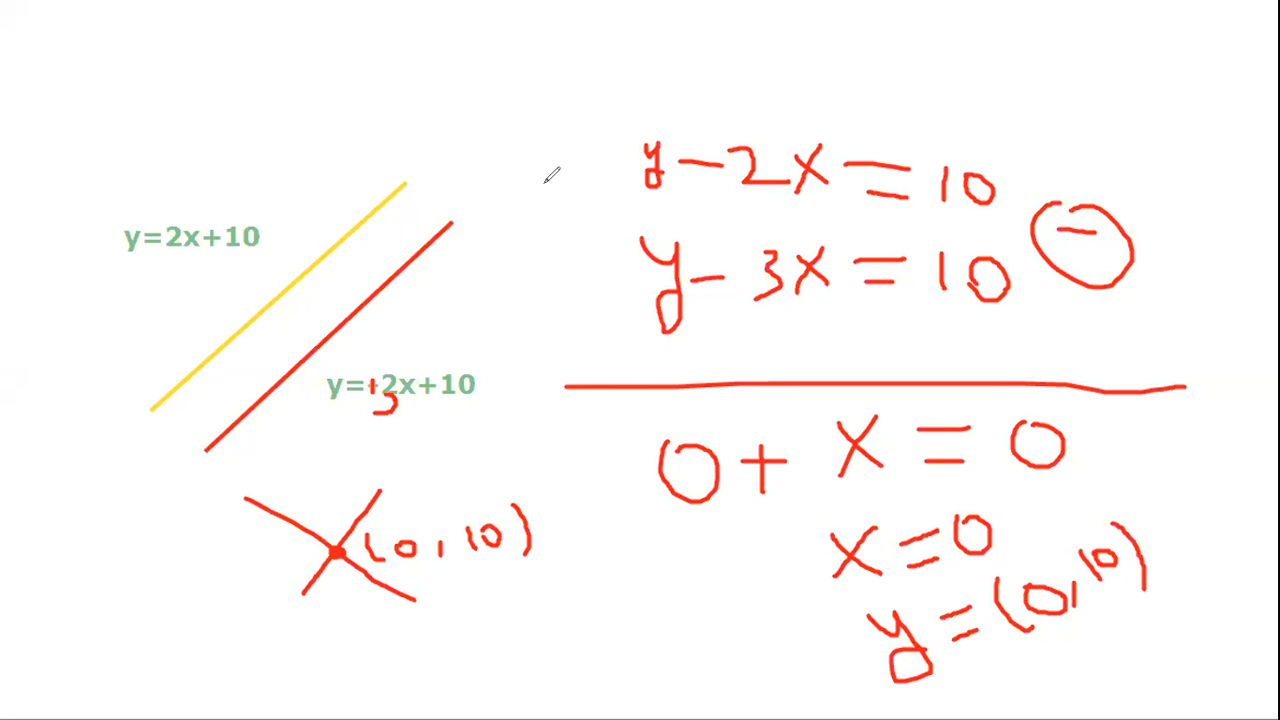 y=2x+10
y=+2x+10
3
(0,10)
y-2x=10
y-3x=10
-
0+x=0
x=0
y=(0,10)